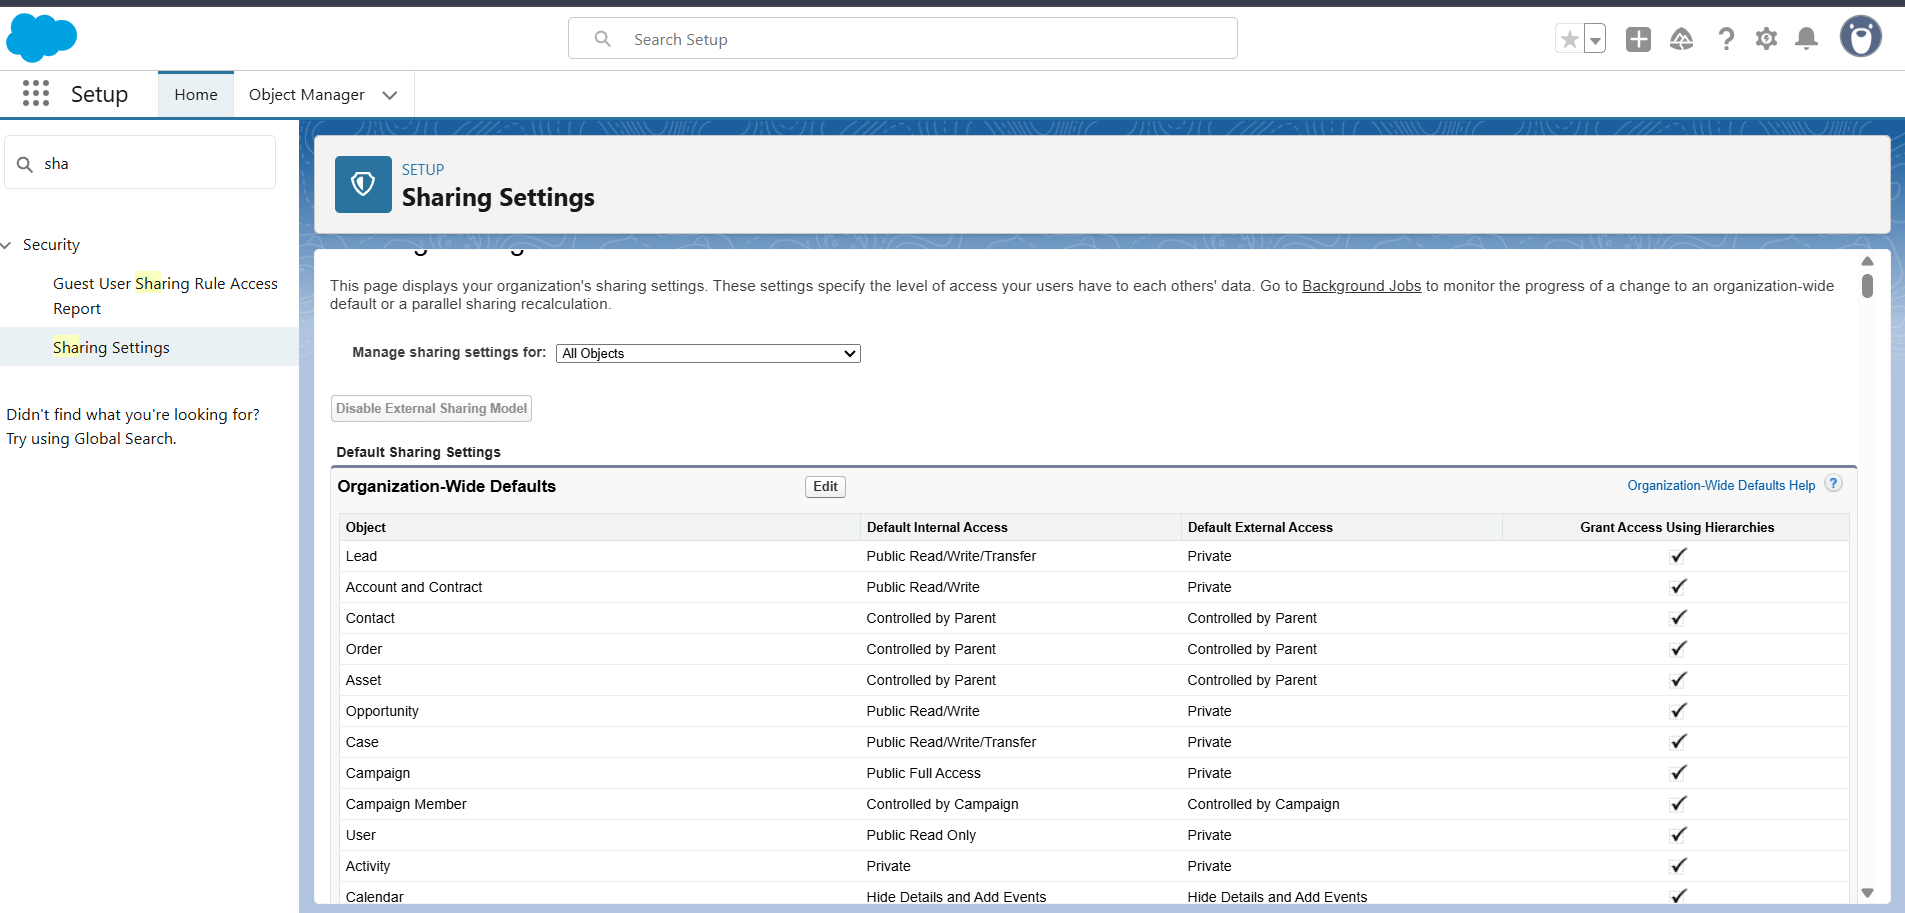 Search Setup
Setup
Home
Object Manager
sha
Security
Guest User Sharing Rule Access
Report
Sharing Settings
Didn't find what you're looking for?
Try using Global Search.
SETUP
Sharing Settings
This page displays your organization's sharing settings. These settings specify the level of access your users have to each others' data. Go to Background Jobs to monitor the progress of a change to an organization-wide
default or a parallel sharing recalculation.
Manage sharing settings for: All Objects
Disable External Sharing Model
Default Sharing Settings
Organization-Wide Defaults Edit Organization-Wide Defaults Help ?
Object Default Internal Access Default External Access Grant Access Using Hierarchies
Lead Public Read/Write/Transfer Private
Account and Contract Public Read/Write Private
Contact Controlled by Parent Controlled by Parent
Order Controlled by Parent Controlled by Parent
Asset Controlled by Parent Controlled by Parent
Opportunity Public Read/Write Private
Case Public Read/Write/Transfer Private
Campaign Public Full Access Private
Campaign Member Controlled by Campaign Controlled by Campaign
User Public Read Only Private
Activity Private Private
Calendar Hide Details and Add Events Hide Details and Add Events